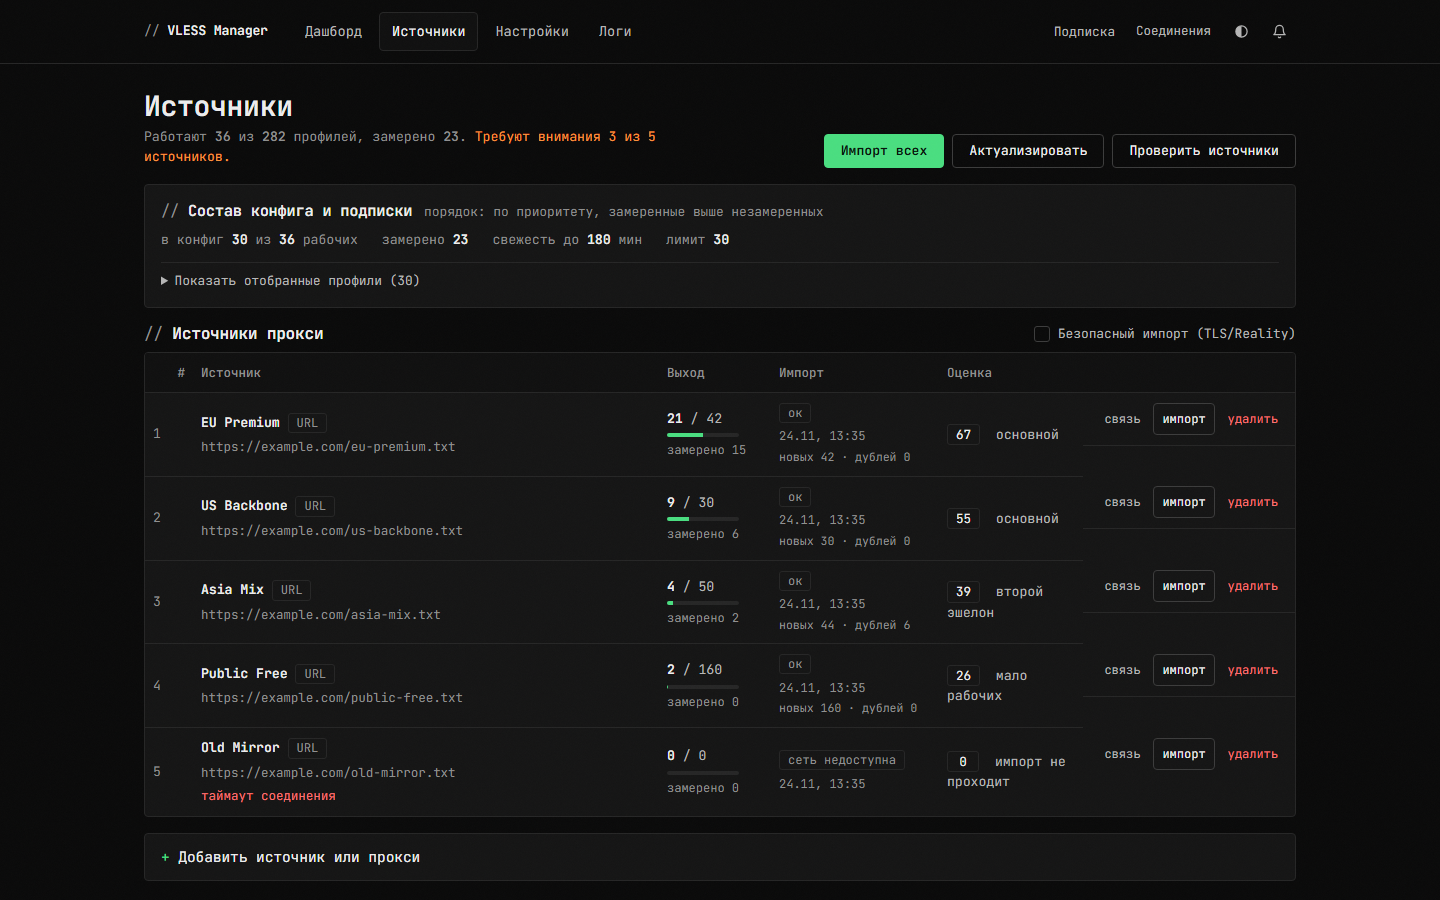 // VLESS Manager Дашборд Источники Настройки Логи Подписка Соединения
Источники
Работают 36 из 282 профилей, замерено 23. Требуют внимания 3 из 5
источников.
Импорт всех Актуализировать Проверить источники
// Состав конфига и подписки порядок: по приоритету, замеренные выше незамеренных
в конфиг 30 из 36 рабочих замерено 23 свежесть до 180 мин лимит 30
▶ Показать отобранные профили (30)
// Источники прокси Безопасный импорт (TLS/Reality)
# Источник Выход Импорт Оценка
1 EU Premium URL
https://example.com/eu-premium.txt
21 / 42
замерено 15
ок
24.11, 13:35
новых 42 · дублей 0
67 основной
связь импорт удалить
2 US Backbone URL
https://example.com/us-backbone.txt
9 / 30
замерено 6
ок
24.11, 13:35
новых 30 · дублей 0
55 основной
связь импорт удалить
3 Asia Mix URL
https://example.com/asia-mix.txt
4 / 50
замерено 2
ок
24.11, 13:35
новых 44 · дублей 6
39 второй
эшелон
связь импорт удалить
4 Public Free URL
https://example.com/public-free.txt
2 / 160
замерено 0
ок
24.11, 13:35
новых 160 · дублей 0
26 мало
рабочих
связь импорт удалить
5 Old Mirror URL
https://example.com/old-mirror.txt
таймаут соединения
0 / 0
замерено 0
сеть недоступна
24.11, 13:35
0 импорт не
проходит
связь импорт удалить
+ Добавить источник или прокси